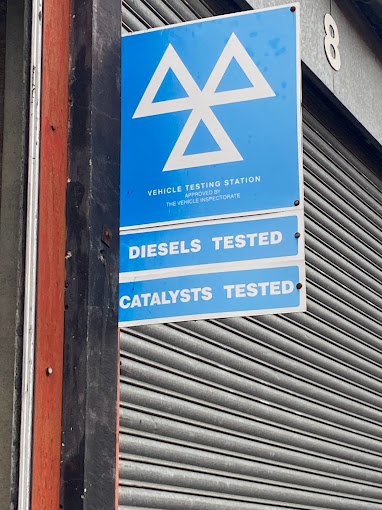 8
VEHICLE TESTING STATION
APPROVED BY
THE VEHICLE INSPECTORATE
DIESELS TESTED
CATALYSTS TESTED